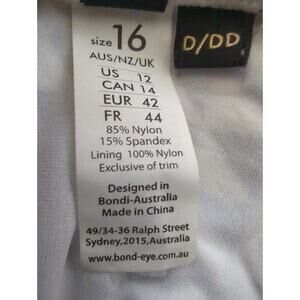 size 16
D/DD
AUS/NZ/UK
US 12
CAN 14
EUR 42
FR 44
85% Nylon
15% Spandex
Lining 100% Nylon
Exclusive of trim
Designed in
Bondi-Australia
Made in China
49/34-36 Ralph Street
Sydney,2015,Australia
www.bond-eye.com.au